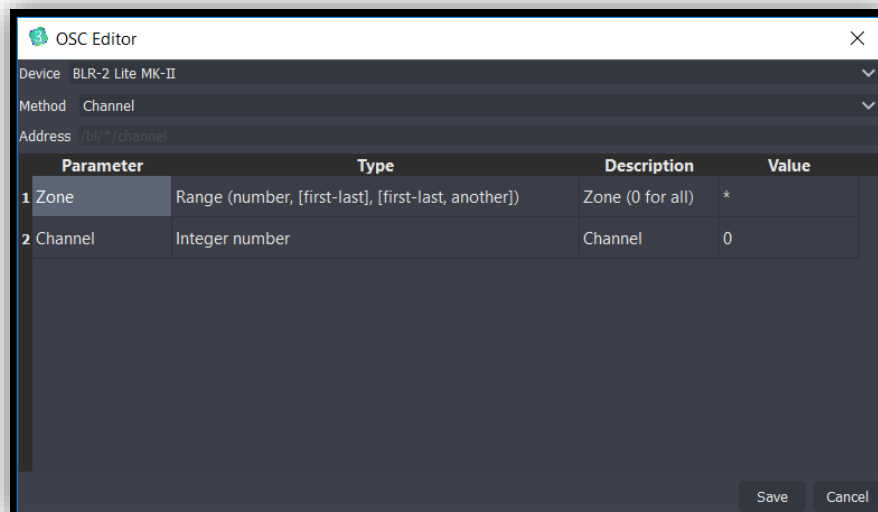 3 OSC Editor
Device BLR-2 Lite MK-II
Method Channel
Address /bl/*/channel
Parameter Type Description Value
1 Zone Range (number, [first-last], [first-last, another]) Zone (0 for all) *
2 Channel Integer number Channel 0
Save Cancel